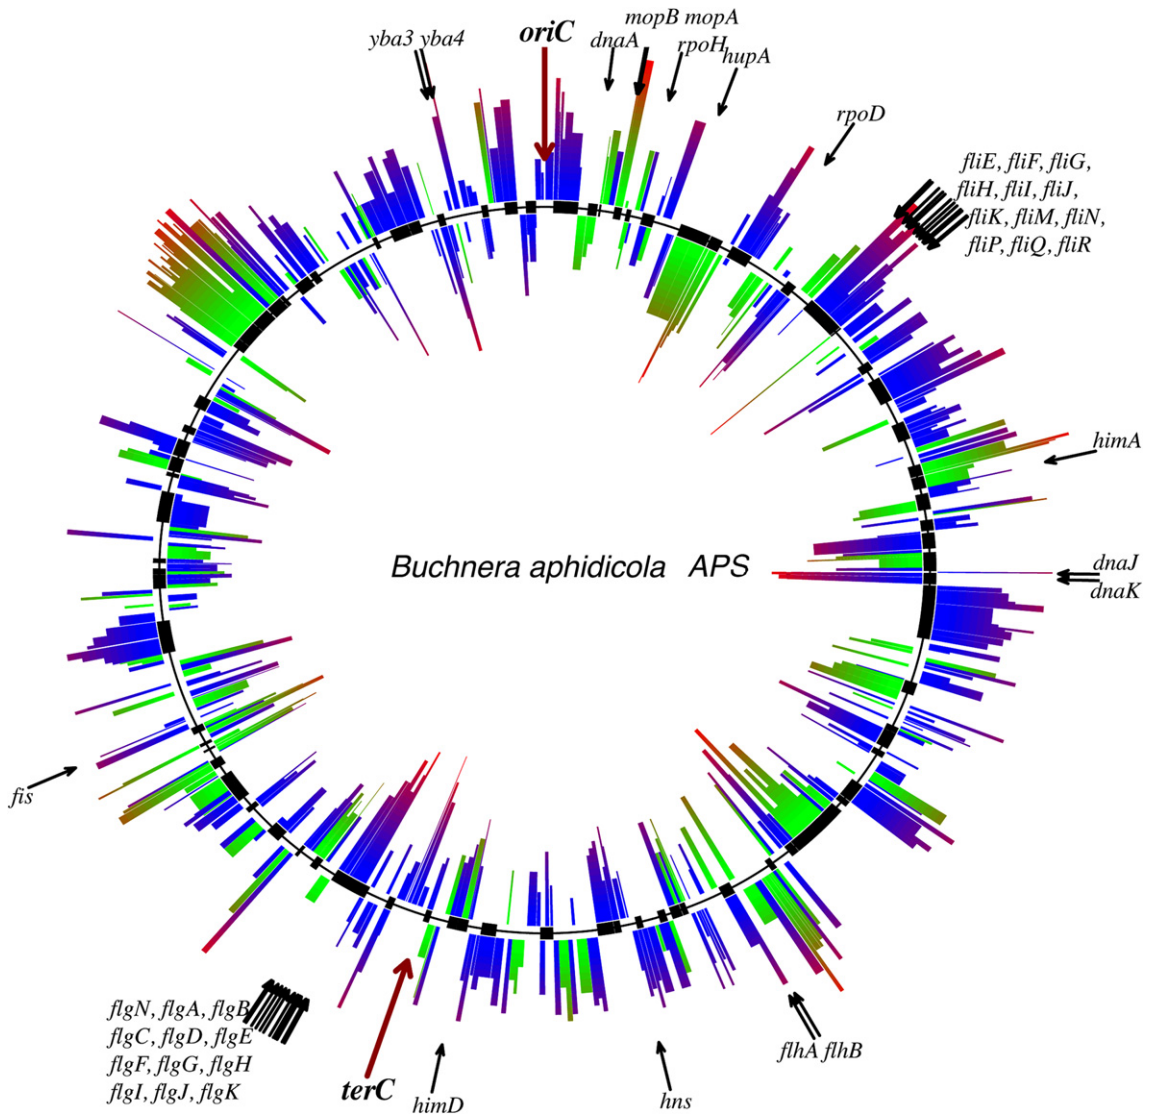 mopB mopA
yba3 yba4
oriC
dnaA
rpoH
hupA
rpoD
fliE, fliF, fliG,
fliH, fliI, fliJ,
fliK, fliM, fliN,
fliP, fliQ, fliR
himA
Buchnera aphidicola APS
dnaJ
dnaK
fis
flgN, flgA, flgB
flgC, flgD, flgE
flgF, flgG, flgH
flgI, flgJ, flgK
terC
himD
hns
flhA flhB